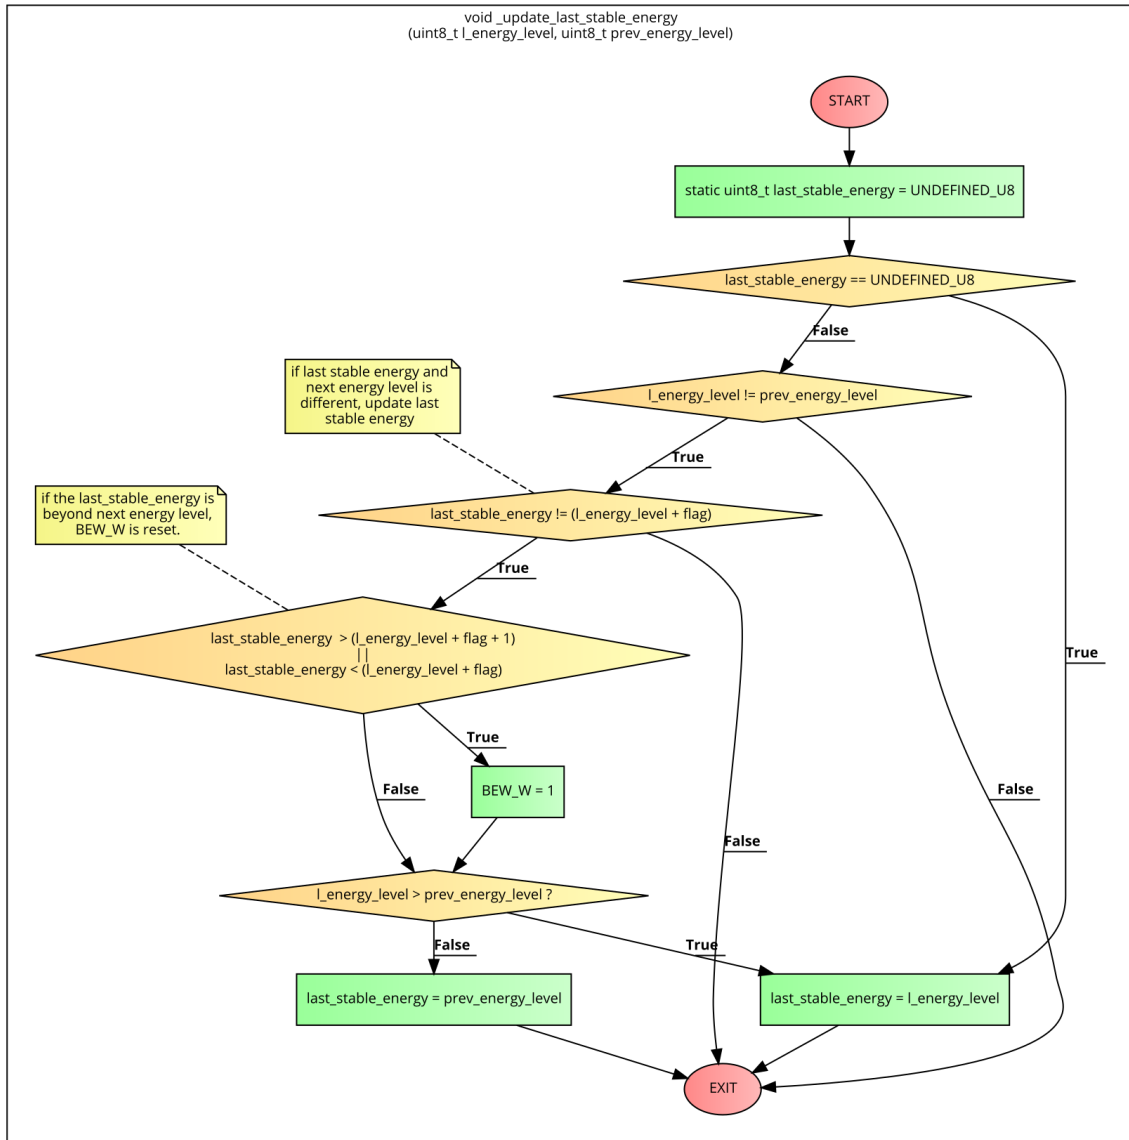 void _update_last_stable_energy
(uint8_t l_energy_level, uint8_t prev_energy_level)
START
static uint8_t last_stable_energy = UNDEFINED_U8
last_stable_energy == UNDEFINED_U8
False
if last stable energy and
next energy level is
different, update last
stable energy
l_energy_level != prev_energy_level
True
if the last_stable_energy is
beyond next energy level,
BEW_W is reset.
last_stable_energy != (l_energy_level + flag)
True
last_stable_energy  > (l_energy_level + flag + 1)
||
last_stable_energy < (l_energy_level + flag)
True
True
False
BEW_W = 1
False
False
l_energy_level > prev_energy_level ?
False
True
last_stable_energy = prev_energy_level
last_stable_energy = l_energy_level
EXIT